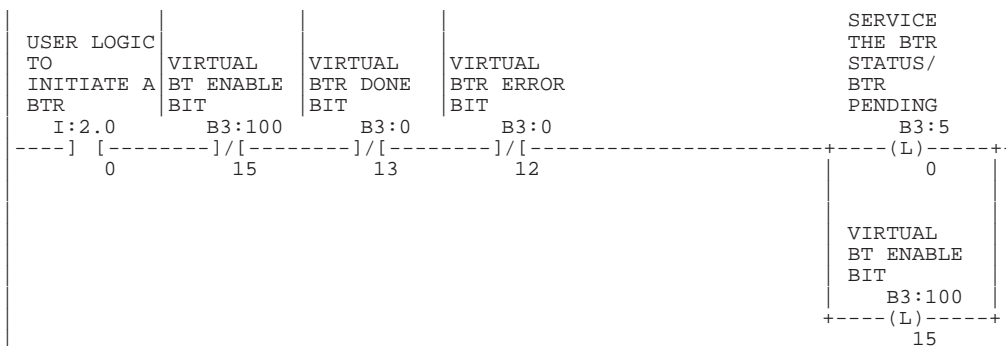 SERVICE
USER LOGIC THE BTR
TO VIRTUAL VIRTUAL VIRTUAL STATUS/
INITIATE A BT ENABLE BTR DONE BTR ERROR BTR
BTR BIT BIT BIT PENDING
I:2.0 B3:100 B3:0 B3:0 B3:5
----] [--------]/[--------]/[--------]/[-----------------------+----(L)-----+-
0 15 13 12 0
VIRTUAL
BT ENABLE
BIT
B3:100
+----(L)-----+
15